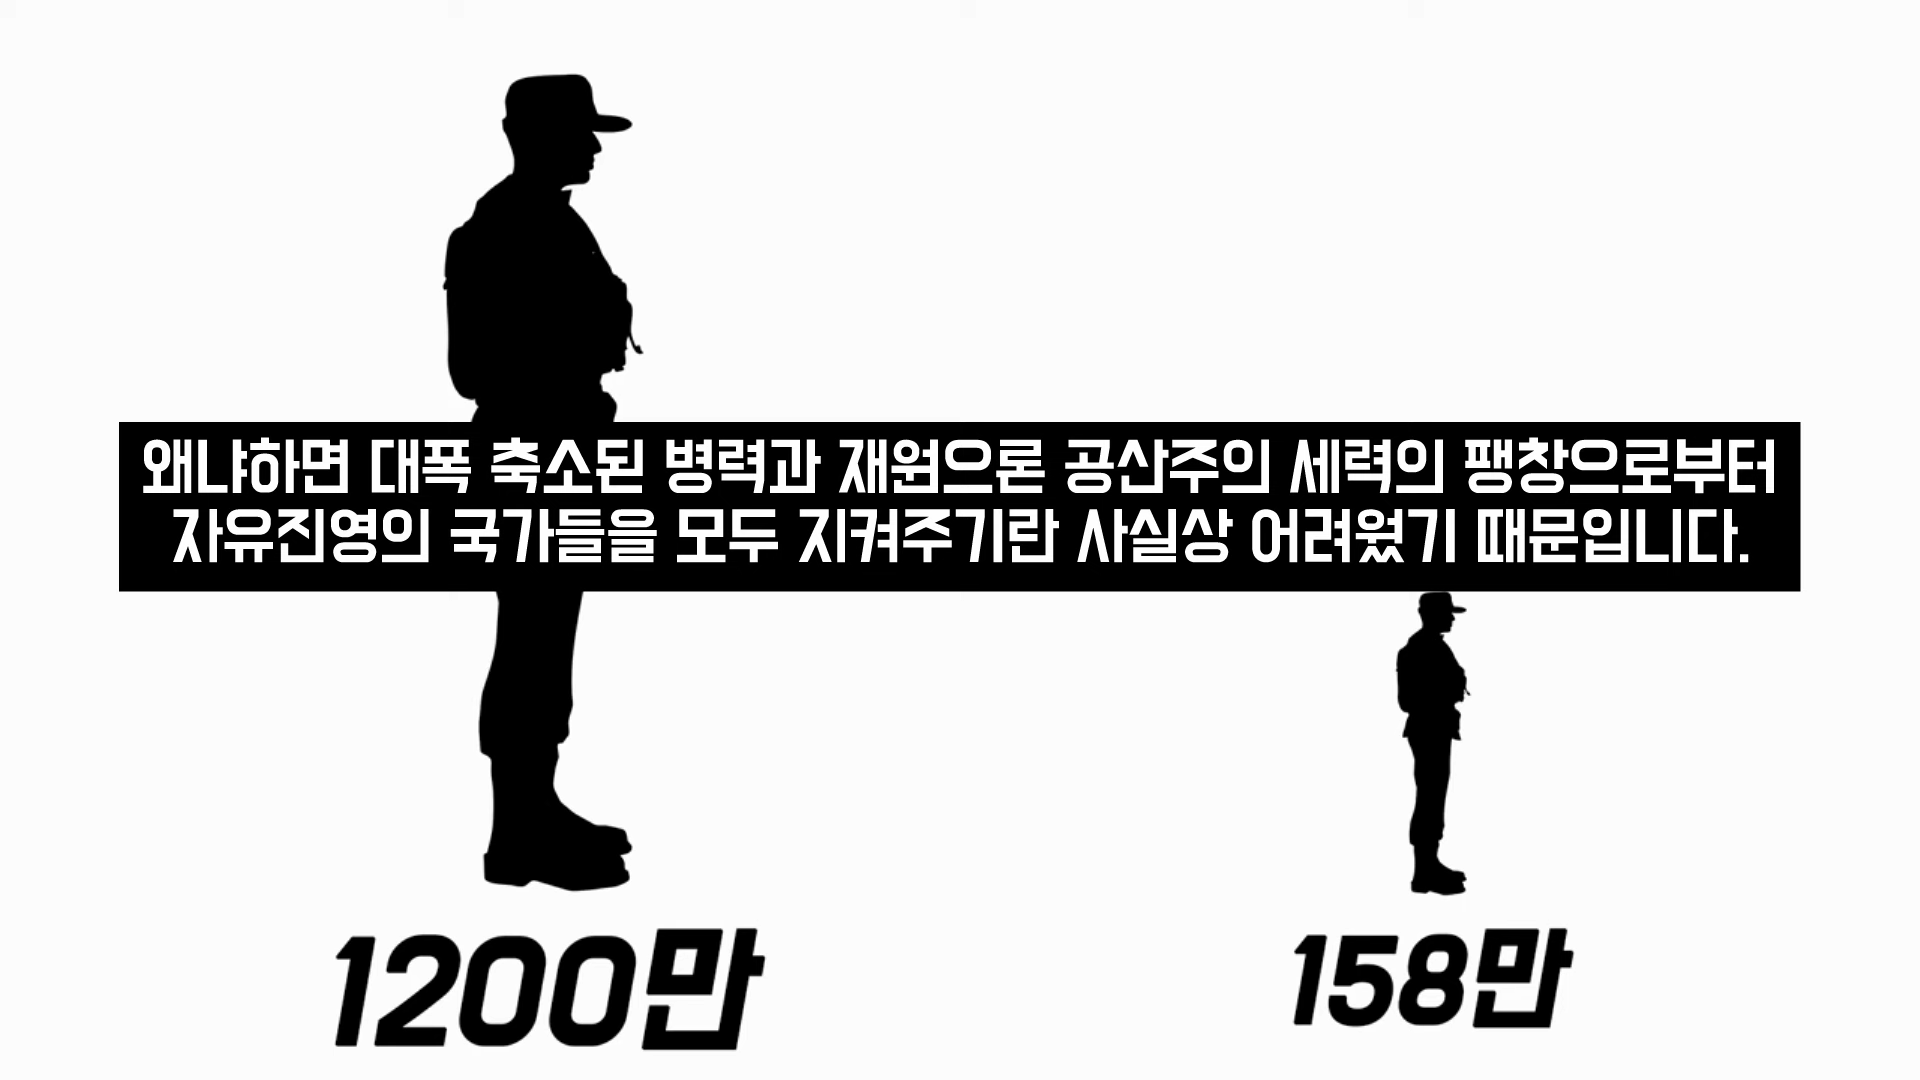 왜냐하면 대폭 축소된 병력과 재원으론 공산주의 세력의 팽창으로부터
자유진영의 국가들을 모두 지켜주기란 사실상 어려웠기 때문입니다.
1200만
158만